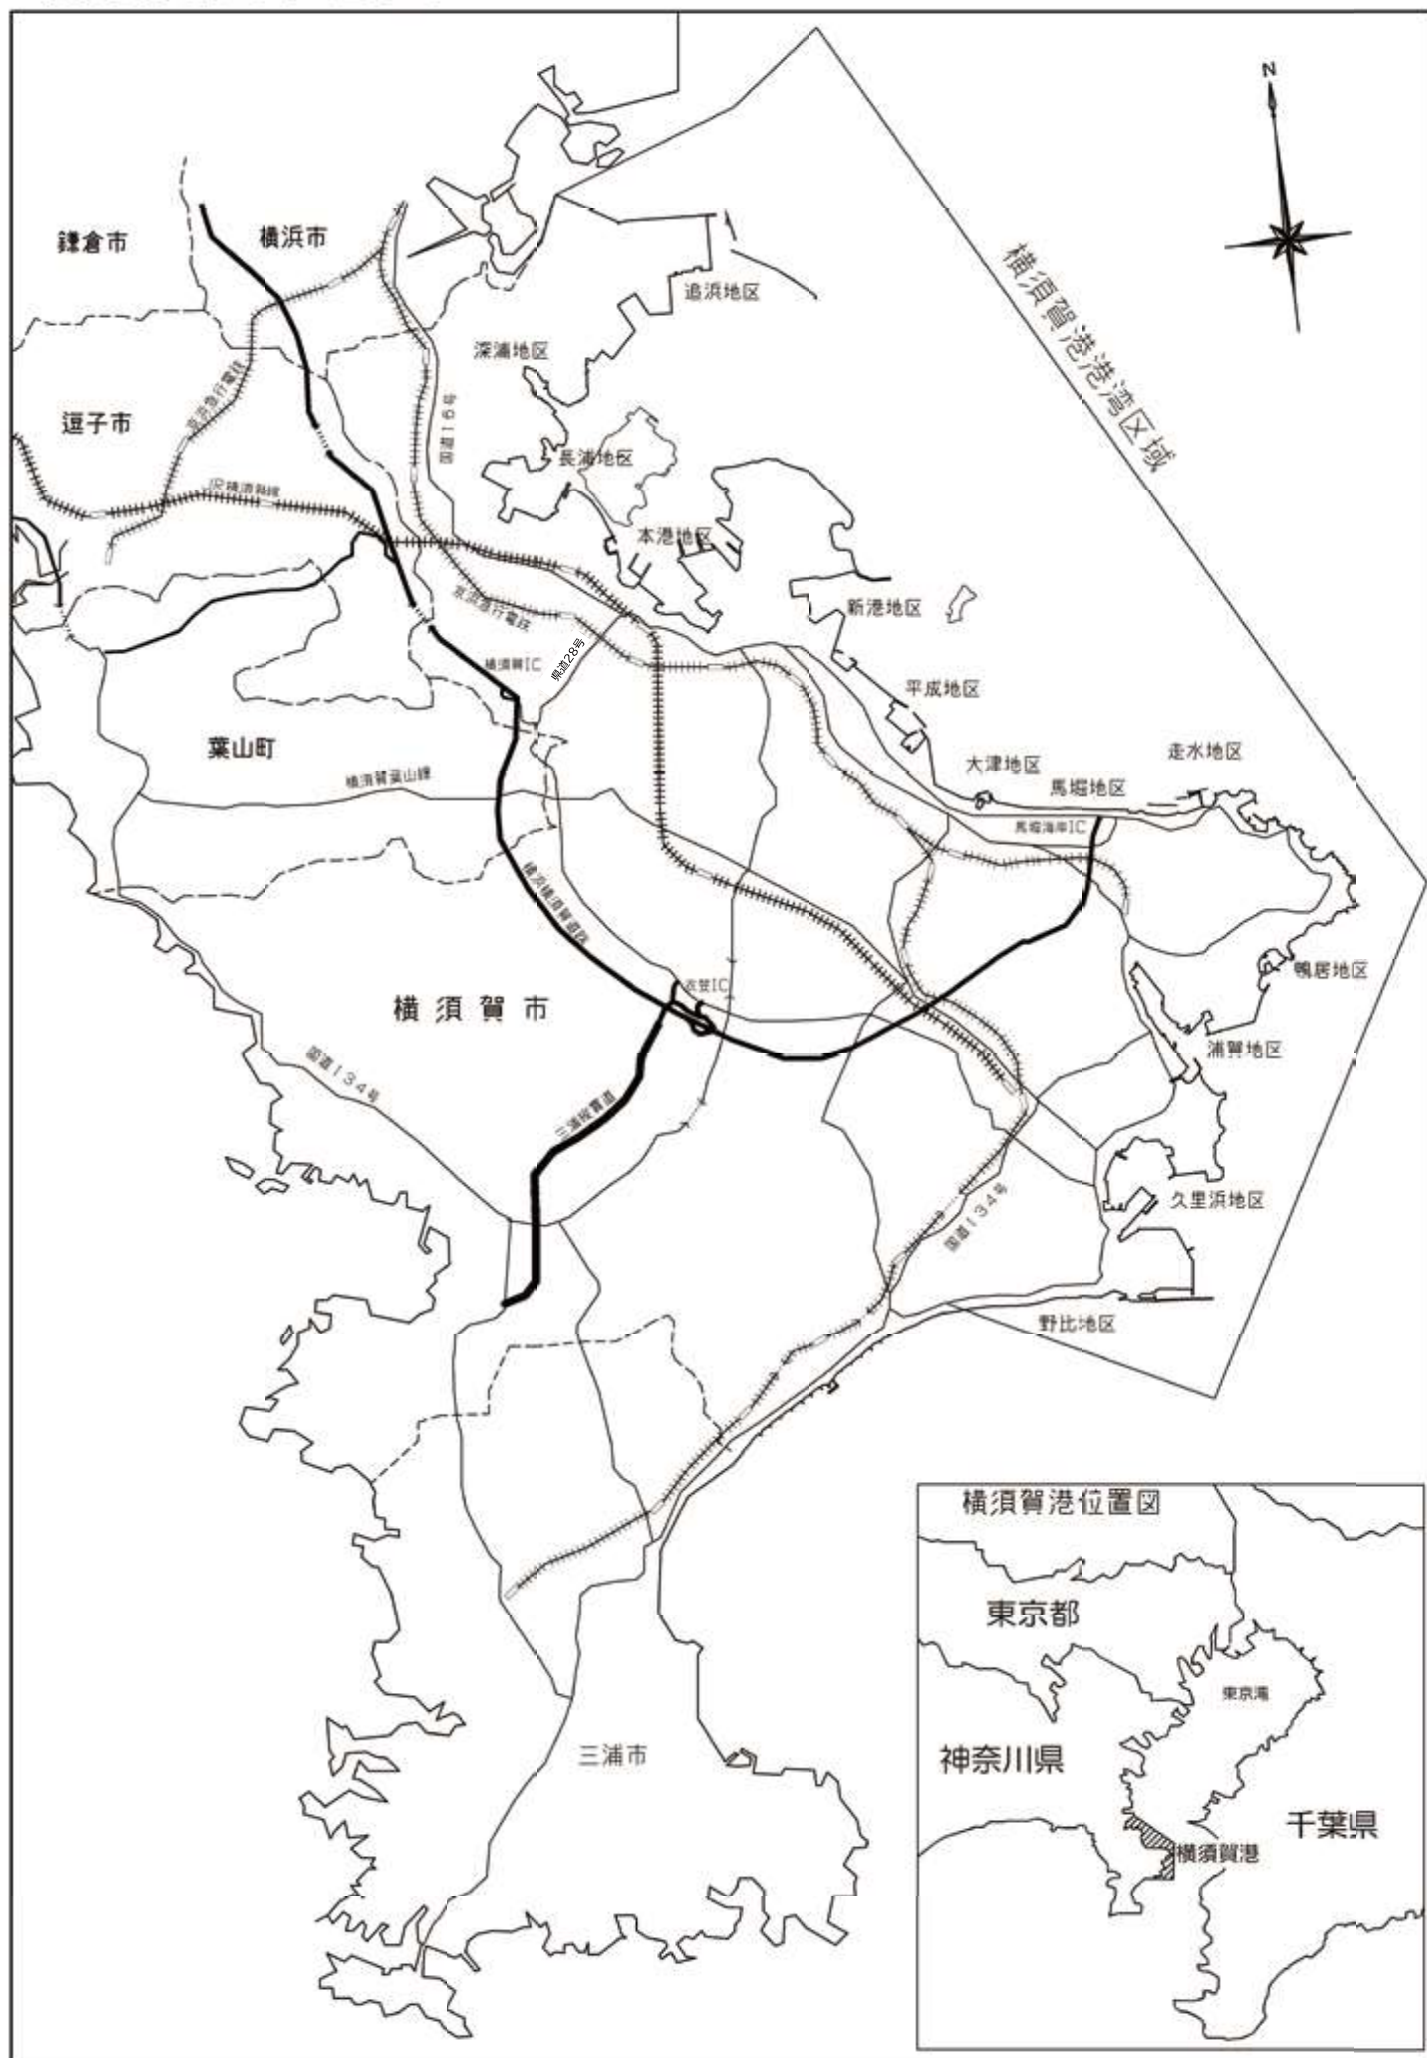 N
鎌倉市
横浜市
横須賀港港湾区域
追浜地区
深浦地区
京浜急行電鉄
国道16号
逗子市
長浦地区
JR横須賀線
本港地区
京浜急行電鉄
新港地区
県道28号
横須賀IC
平成地区
葉山町
走水地区
大津地区
横須賀葉山線
馬堀地区
馬堀海岸IC
横浜横須賀道路
鴨居地区
衣笠IC
横須賀市
浦賀地区
国道134号
三浦縦貫道
久里浜地区
国道134号
野比地区
三浦市
横須賀港位置図
東京都
東京湾
神奈川県
千葉県
横須賀港